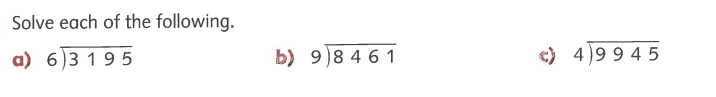 Solve each of the following.
a) 6)3 1 9 5 b) 9)8 4 6 1 c) 4)9 9 4 5